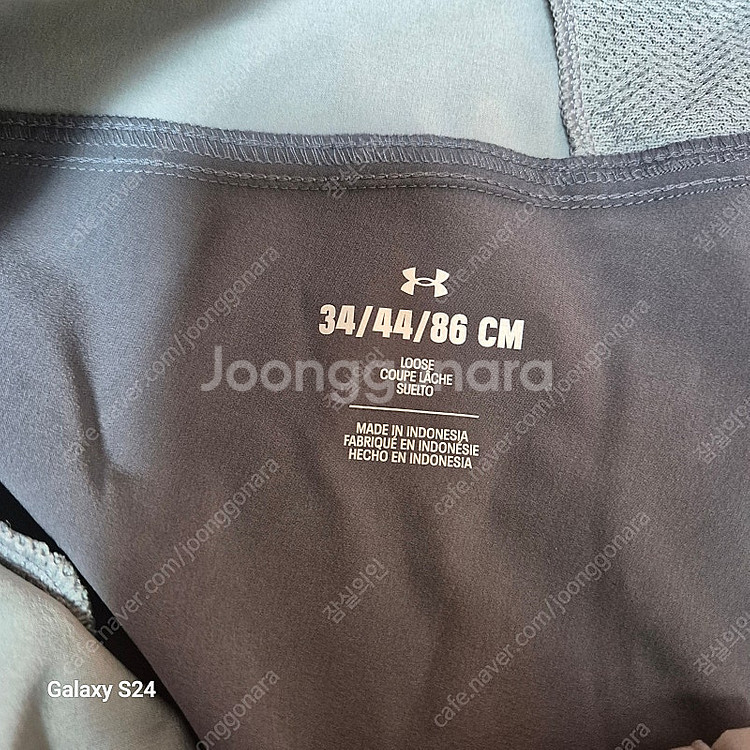 34/44/86 CM
LOOSE
COUPE LÂCHE
SUELTO
Joonggonara
MADE IN INDONESIA
FABRIQUÉ EN INDONÉSIE
HECHO EN INDONESIA
cafe.naver.com/joonggonara
잠실의인
Galaxy S24